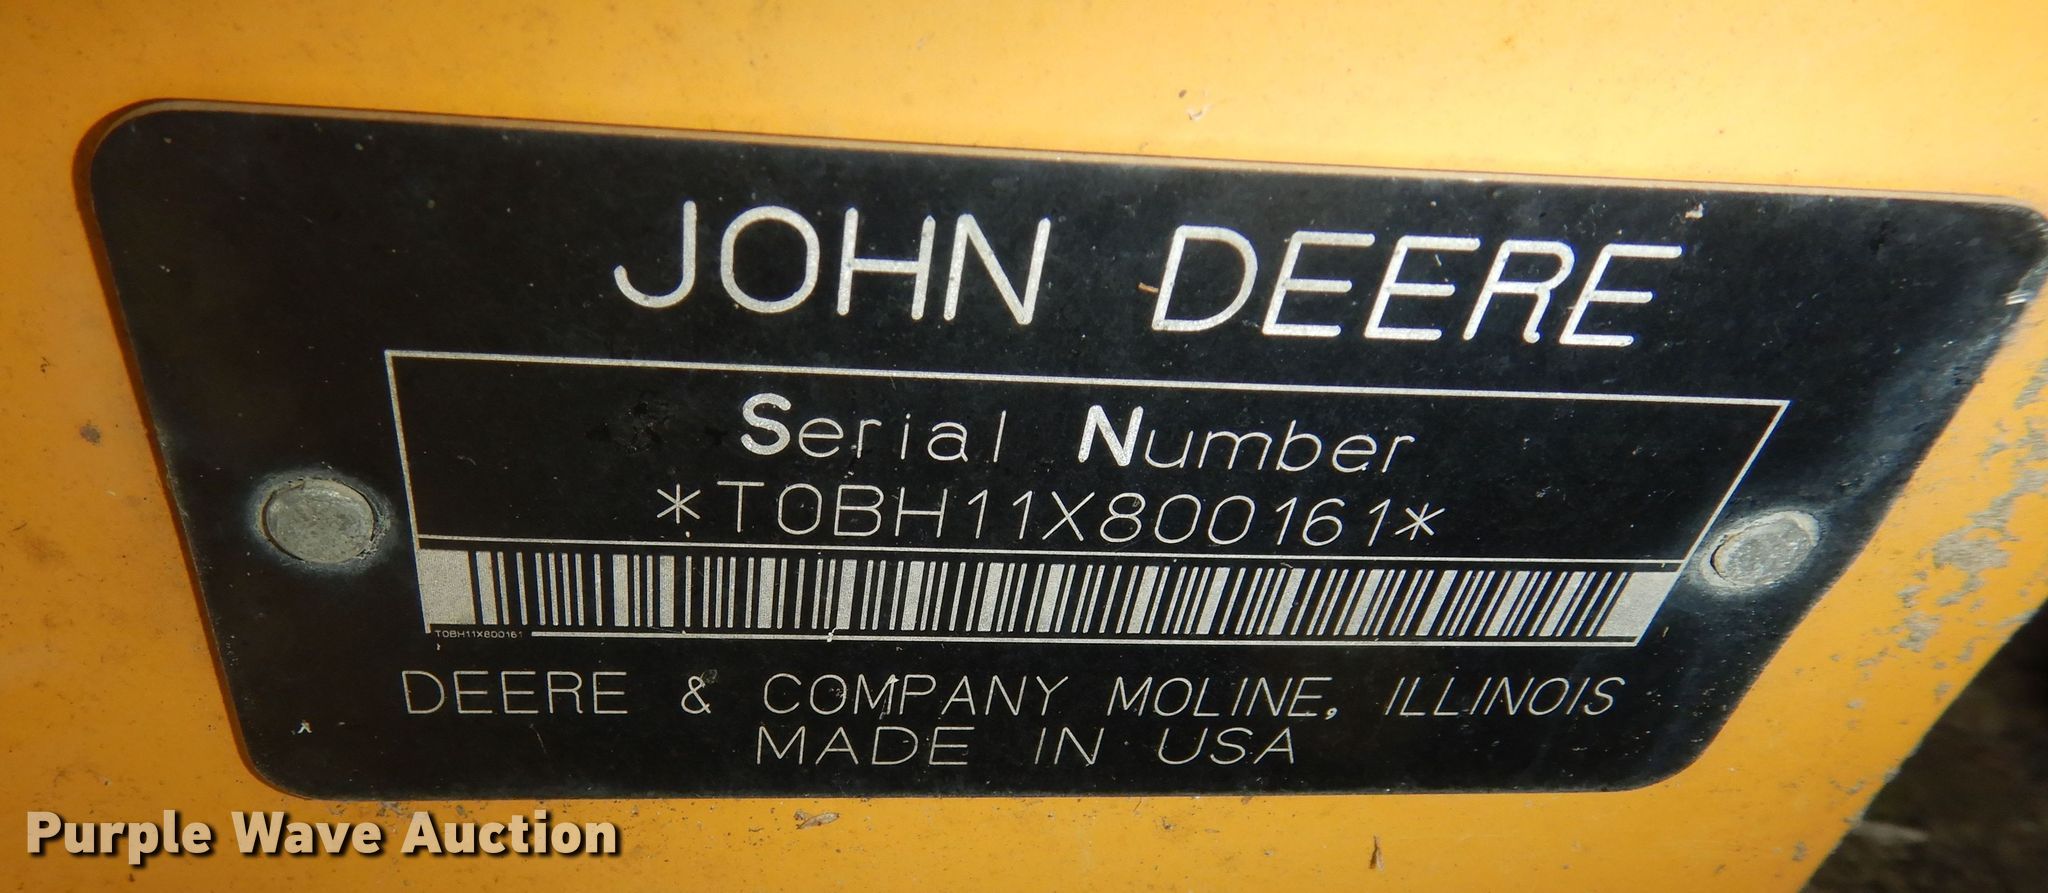 JOHN DEERE
Serial Number
*T0BH11X800161*
T0BH11X800161
DEERE & COMPANY MOLINE, ILLINOIS
MADE IN USA
Purple Wave Auction